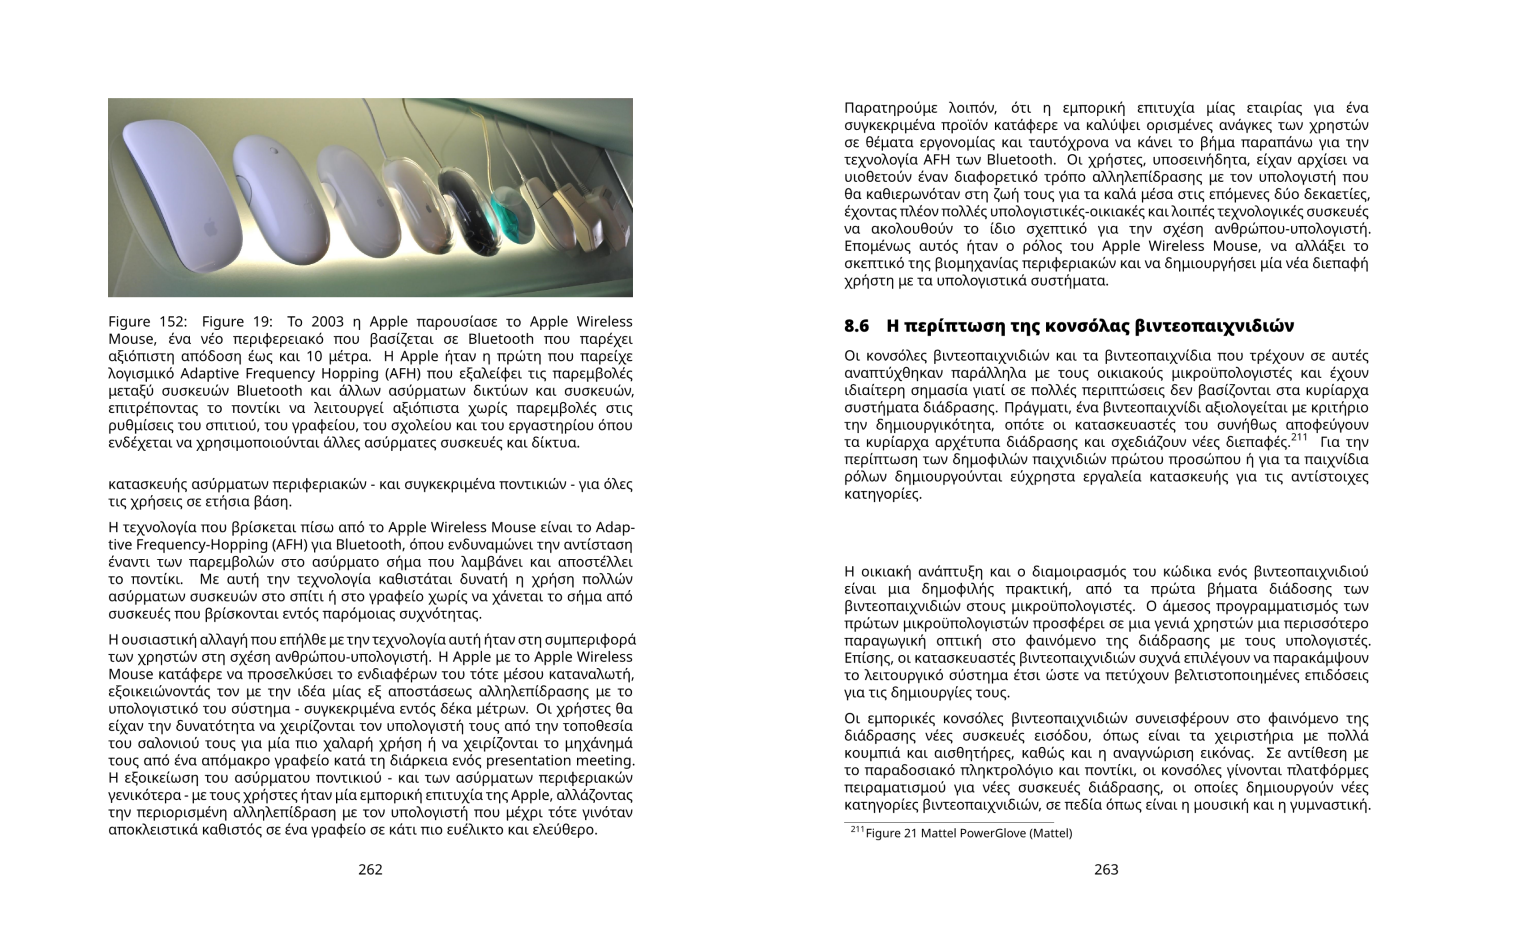 Figure 152: Figure 19: Το 2003 η Apple παρουσίασε το Apple Wireless
Mouse, ένα νέο περιφερειακό που βασίζεται σε Bluetooth που παρέχει
αξιόπιστη απόδοση έως και 10 μέτρα. Η Apple ήταν η πρώτη που παρείχε
λογισμικό Adaptive Frequency Hopping (AFH) που εξαλείφει τις παρεμβολές
μεταξύ συσκευών Bluetooth και άλλων ασύρματων δικτύων και συσκευών,
επιτρέποντας το ποντίκι να λειτουργεί αξιόπιστα χωρίς παρεμβολές στις
ρυθμίσεις του σπιτιού, του γραφείου, του σχολείου και του εργαστηρίου όπου
ενδέχεται να χρησιμοποιούνται άλλες ασύρματες συσκευές και δίκτυα.
κατασκευής ασύρματων περιφεριακών - και συγκεκριμένα ποντικιών - για όλες
τις χρήσεις σε ετήσια βάση.
Η τεχνολογία που βρίσκεται πίσω από το Apple Wireless Mouse είναι το Adap-
tive Frequency-Hopping (AFH) για Bluetooth, όπου ενδυναμώνει την αντίσταση
έναντι των παρεμβολών στο ασύρματο σήμα που λαμβάνει και αποστέλλει
το ποντίκι. Με αυτή την τεχνολογία καθιστάται δυνατή η χρήση πολλών
ασύρματων συσκευών στο σπίτι ή στο γραφείο χωρίς να χάνεται το σήμα από
συσκευές που βρίσκονται εντός παρόμοιας συχνότητας.
Η ουσιαστική αλλαγή που επήλθε με την τεχνολογία αυτή ήταν στη συμπεριφορά
των χρηστών στη σχέση ανθρώπου-υπολογιστή. Η Apple με το Apple Wireless
Mouse κατάφερε να προσελκύσει το ενδιαφέρων του τότε μέσου καταναλωτή,
εξοικειώνοντάς τον με την ιδέα μίας εξ αποστάσεως αλληλεπίδρασης με το
υπολογιστικό του σύστημα - συγκεκριμένα εντός δέκα μέτρων. Οι χρήστες θα
είχαν την δυνατότητα να χειρίζονται τον υπολογιστή τους από την τοποθεσία
του σαλονιού τους για μία πιο χαλαρή χρήση ή να χειρίζονται το μηχάνημά
τους από ένα απόμακρο γραφείο κατά τη διάρκεια ενός presentation meeting.
Η εξοικείωση του ασύρματου ποντικιού - και των ασύρματων περιφεριακών
γενικότερα - με τους χρήστες ήταν μία εμπορική επιτυχία της Apple, αλλάζοντας
την περιορισμένη αλληλεπίδραση με τον υπολογιστή που μέχρι τότε γινόταν
αποκλειστικά καθιστός σε ένα γραφείο σε κάτι πιο ευέλικτο και ελεύθερο.
262
Παρατηρούμε λοιπόν, ότι η εμπορική επιτυχία μίας εταιρίας για ένα
συγκεκριμένα προϊόν κατάφερε να καλύψει ορισμένες ανάγκες των χρηστών
σε θέματα εργονομίας και ταυτόχρονα να κάνει το βήμα παραπάνω για την
τεχνολογία AFH των Bluetooth. Οι χρήστες, υποσεινήδητα, είχαν αρχίσει να
υιοθετούν έναν διαφορετικό τρόπο αλληλεπίδρασης με τον υπολογιστή που
θα καθιερωνόταν στη ζωή τους για τα καλά μέσα στις επόμενες δύο δεκαετίες,
έχοντας πλέον πολλές υπολογιστικές-οικιακές και λοιπές τεχνολογικές συσκευές
να ακολουθούν το ίδιο σχεπτικό για την σχέση ανθρώπου-υπολογιστή.
Επομένως αυτός ήταν ο ρόλος του Apple Wireless Mouse, να αλλάξει το
σκεπτικό της βιομηχανίας περιφεριακών και να δημιουργήσει μία νέα διεπαφή
χρήστη με τα υπολογιστικά συστήματα.
8.6 Η περίπτωση της κονσόλας βιντεοπαιχνιδιών
Οι κονσόλες βιντεοπαιχνιδιών και τα βιντεοπαιχνίδια που τρέχουν σε αυτές
αναπτύχθηκαν παράλληλα με τους οικιακούς μικροϋπολογιστές και έχουν
ιδιαίτερη σημασία γιατί σε πολλές περιπτώσεις δεν βασίζονται στα κυρίαρχα
συστήματα διάδρασης. Πράγματι, ένα βιντεοπαιχνίδι αξιολογείται με κριτήριο
την δημιουργικότητα, οπότε οι κατασκευαστές του συνήθως αποφεύγουν
τα κυρίαρχα αρχέτυπα διάδρασης και σχεδιάζουν νέες διεπαφές.211 Για την
περίπτωση των δημοφιλών παιχνιδιών πρώτου προσώπου ή για τα παιχνίδια
ρόλων δημιουργούνται εύχρηστα εργαλεία κατασκευής για τις αντίστοιχες
κατηγορίες.
Η οικιακή ανάπτυξη και ο διαμοιρασμός του κώδικα ενός βιντεοπαιχνιδιού
είναι μια δημοφιλής πρακτική, από τα πρώτα βήματα διάδοσης των
βιντεοπαιχνιδιών στους μικροϋπολογιστές. Ο άμεσος προγραμματισμός των
πρώτων μικροϋπολογιστών προσφέρει σε μια γενιά χρηστών μια περισσότερο
παραγωγική οπτική στο φαινόμενο της διάδρασης με τους υπολογιστές.
Επίσης, οι κατασκευαστές βιντεοπαιχνιδιών συχνά επιλέγουν να παρακάμψουν
το λειτουργικό σύστημα έτσι ώστε να πετύχουν βελτιστοποιημένες επιδόσεις
για τις δημιουργίες τους.
Οι εμπορικές κονσόλες βιντεοπαιχνιδιών συνεισφέρουν στο φαινόμενο της
διάδρασης νέες συσκευές εισόδου, όπως είναι τα χειριστήρια με πολλά
κουμπιά και αισθητήρες, καθώς και η αναγνώριση εικόνας. Σε αντίθεση με
το παραδοσιακό πληκτρολόγιο και ποντίκι, οι κονσόλες γίνονται πλατφόρμες
πειραματισμού για νέες συσκευές διάδρασης, οι οποίες δημιουργούν νέες
κατηγορίες βιντεοπαιχνιδιών, σε πεδία όπως είναι η μουσική και η γυμναστική.
211Figure 21 Mattel PowerGlove (Mattel)
263